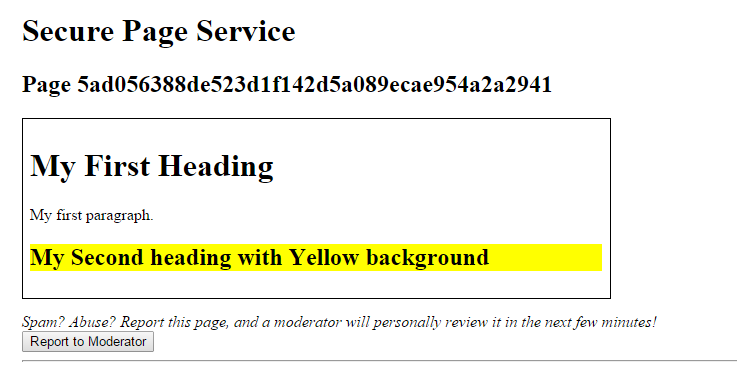 Secure Page Service
Page 5ad056388de523d1f142d5a089ecae954a2a2941
My First Heading
My first paragraph.
My Second heading with Yellow background
Spam? Abuse? Report this page, and a moderator will personally review it in the next few minutes!
Report to Moderator